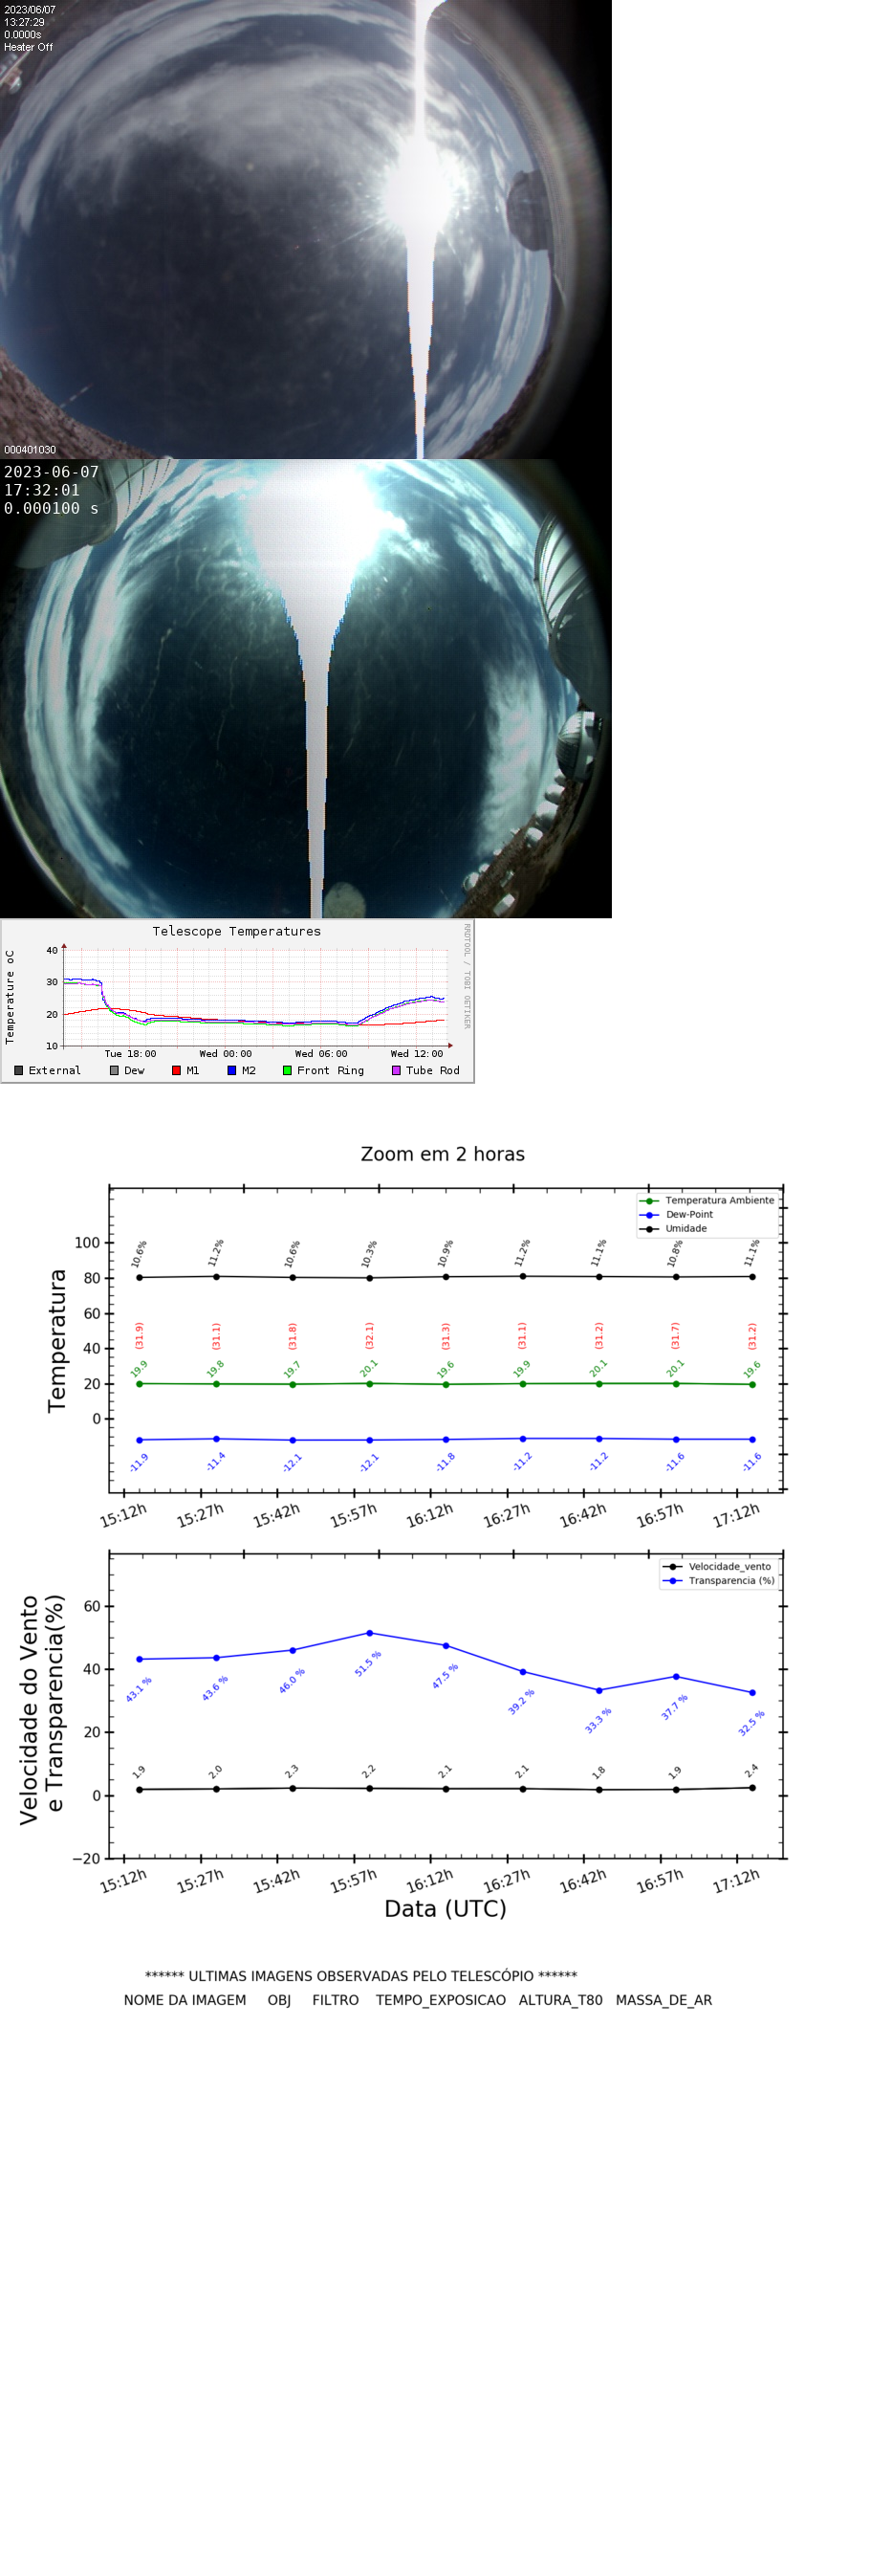 2023/06/07
13:27:29
0.0000s
Heater Off
000401030
2023-06-07
17:32:01
0.000100 s
Telescope Temperatures
RRDTOOL / TOBI OETIKER
Temperature oC
40
30
20
10
Tue 18:00 Wed 00:00 Wed 06:00 Wed 12:00
External Dew M1 M2 Front Ring Tube Rod
Zoom em 2 horas
Temperatura Ambiente
Dew-Point
Umidade
Temperatura
100
80
60
40
20
0
10.6% 11.2% 10.6% 10.3% 10.9% 11.2% 11.1% 10.8% 11.1%
(31.9) (31.1) (31.8) (32.1) (31.3) (31.1) (31.2) (31.7) (31.2)
19.9 19.8 19.7 20.1 19.6 19.9 20.1 20.1 19.6
-11.9 -11.4 -12.1 -12.1 -11.8 -11.2 -11.2 -11.6 -11.6
15:12h 15:27h 15:42h 15:57h 16:12h 16:27h 16:42h 16:57h 17:12h
Velocidade_vento
Transparencia (%)
Velocidade do Vento
e Transparencia(%)
60
40
20
0
−20
43.1 % 43.6 % 46.0 % 51.5 % 47.5 % 39.2 % 33.3 % 37.7 % 32.5 %
1.9 2.0 2.3 2.2 2.1 2.1 1.8 1.9 2.4
15:12h 15:27h 15:42h 15:57h 16:12h 16:27h 16:42h 16:57h 17:12h
Data (UTC)
****** ULTIMAS IMAGENS OBSERVADAS PELO TELESCÓPIO ******
NOME DA IMAGEM OBJ FILTRO TEMPO_EXPOSICAO ALTURA_T80 MASSA_DE_AR